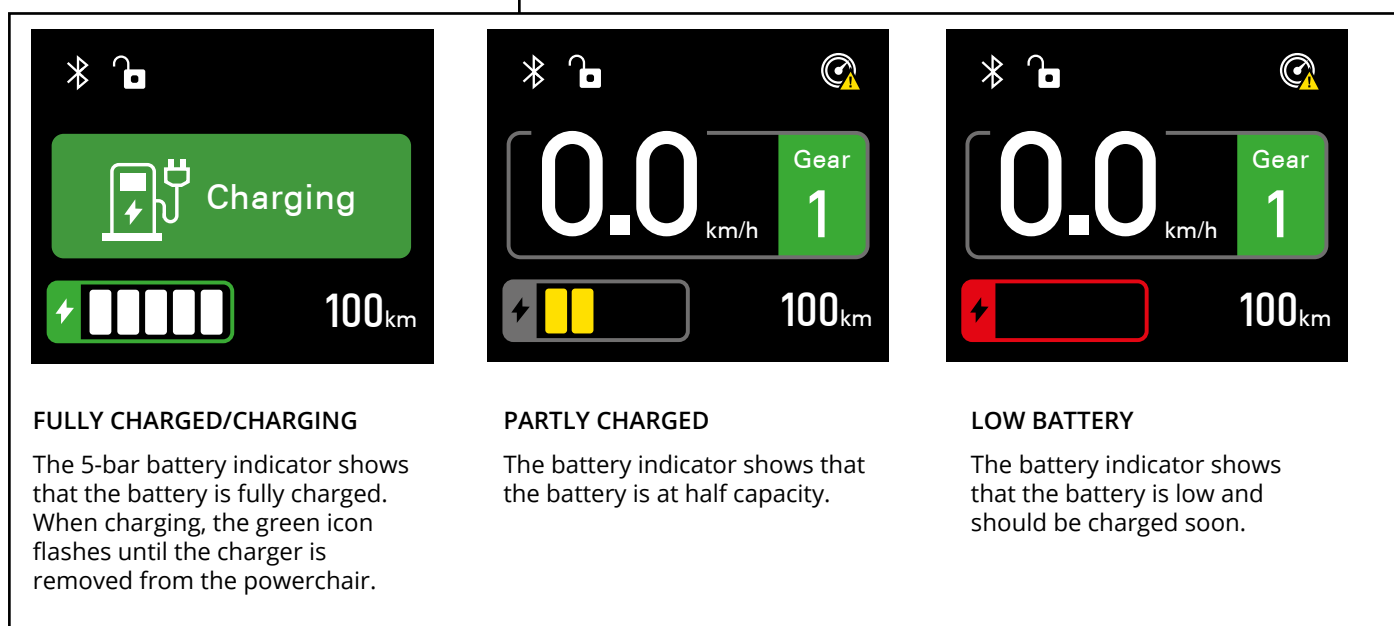 Charging
100km
FULLY CHARGED/CHARGING
The 5-bar battery indicator shows
that the battery is fully charged.
When charging, the green icon
flashes until the charger is
removed from the powerchair.
0.0 km/h
Gear
1
100km
PARTLY CHARGED
The battery indicator shows that
the battery is at half capacity.
0.0 km/h
Gear
1
100km
LOW BATTERY
The battery indicator shows
that the battery is low and
should be charged soon.